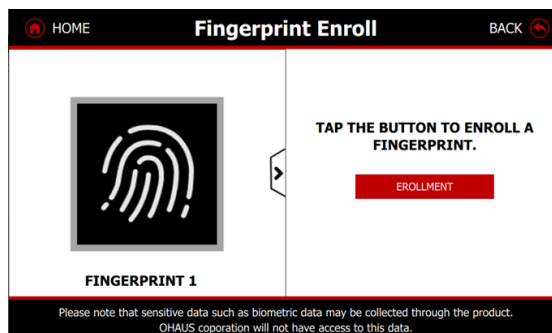 HOME
Fingerprint Enroll
BACK
TAP THE BUTTON TO ENROLL A
FINGERPRINT.
EROLLMENT
FINGERPRINT 1
Please note that sensitive data such as biometric data may be collected through the product.
OHAUS coporation will not have access to this data.